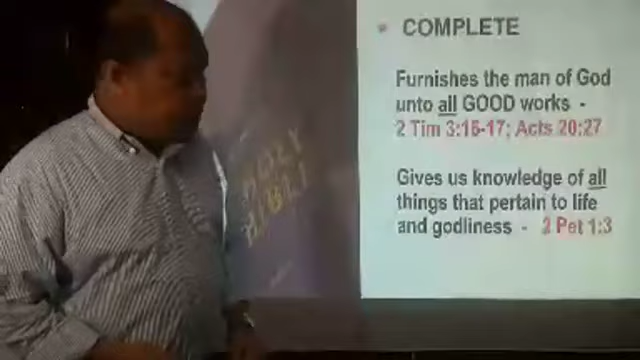 COMPLETE
Furnishes the man of God
unto all GOOD works -
2 Tim 3:16-17; Acts 20:27
Gives us knowledge of all
things that pertain to life
and godliness - 2 Pet 1:3
HOLY
BIBLE